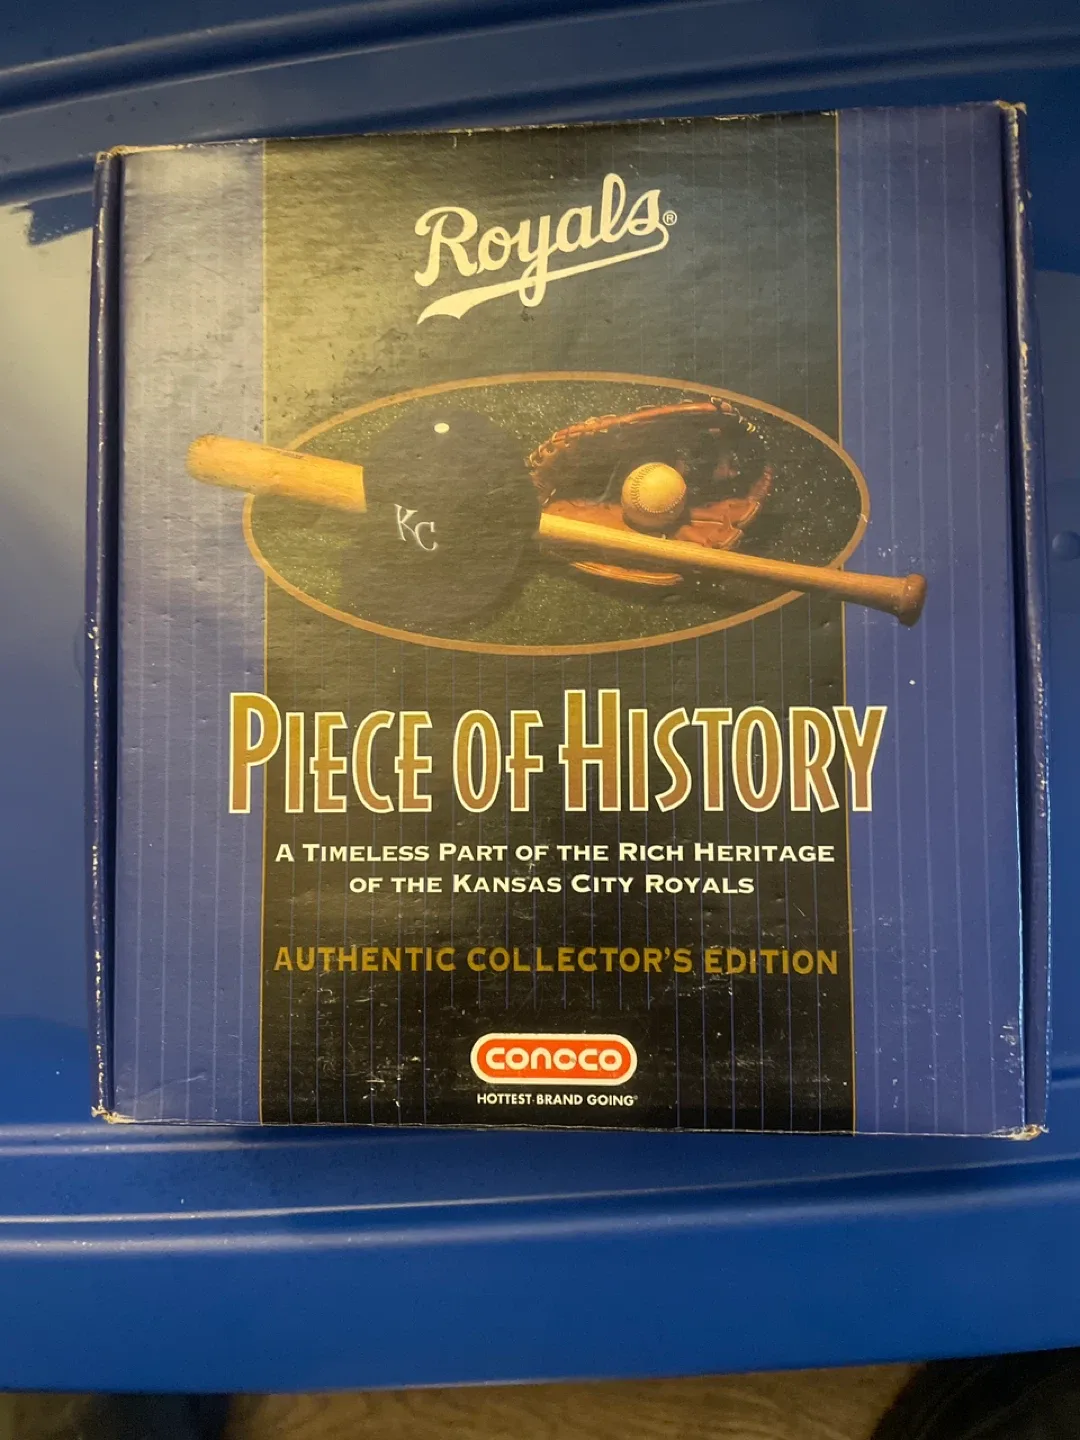 Royals®
KC
PIECE OF HISTORY
A TIMELESS PART OF THE RICH HERITAGE
OF THE KANSAS CITY ROYALS
AUTHENTIC COLLECTOR'S EDITION
conoco
HOTTEST BRAND GOING®